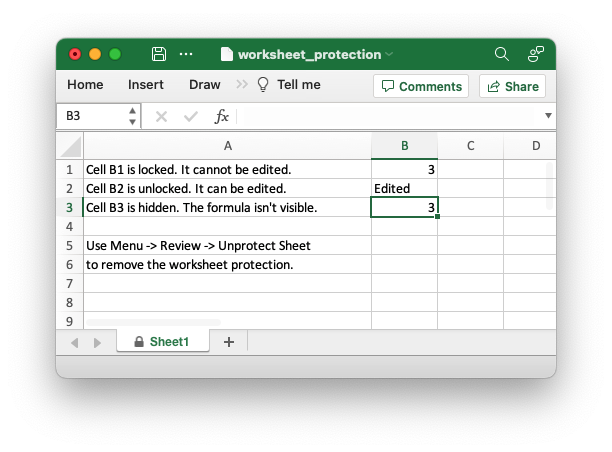 worksheet_protection
Home Insert Draw Tell me Comments Share
B3 fx
A B C D
1 Cell B1 is locked. It cannot be edited. 3
2 Cell B2 is unlocked. It can be edited. Edited
3 Cell B3 is hidden. The formula isn't visible. 3
4
5 Use Menu -> Review -> Unprotect Sheet
6 to remove the worksheet protection.
7
8
9
Sheet1 +